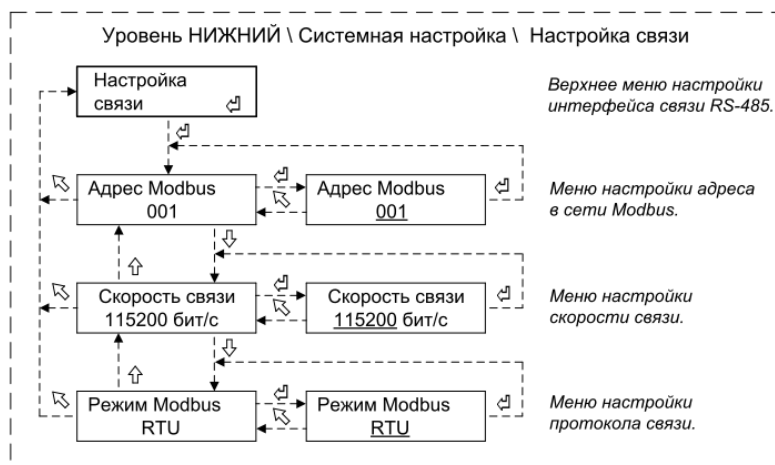 Уровень НИЖНИЙ \ Системная настройка \ Настройка связи
Настройка
связи
Верхнее меню настройки
интерфейса связи RS-485.
Адрес Modbus
001
Адрес Modbus
001
Меню настройки адреса
в сети Modbus.
Скорость связи
115200 бит/с
Скорость связи
115200 бит/с
Меню настройки
скорости связи.
Режим Modbus
RTU
Режим Modbus
RTU
Меню настройки
протокола связи.